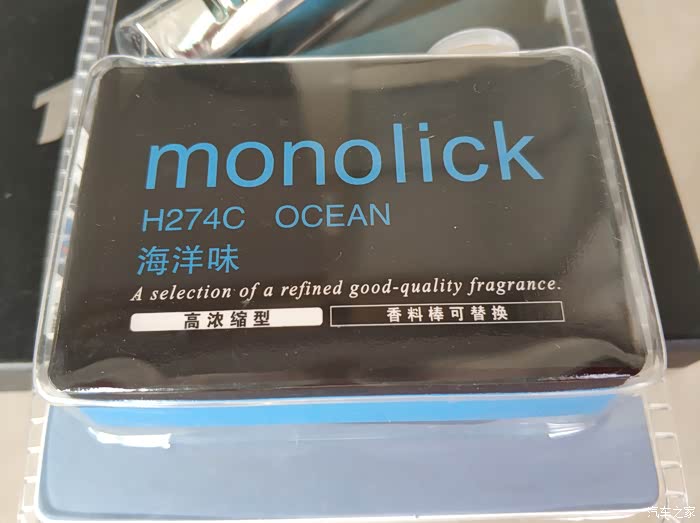 monolick
H274C OCEAN
海洋味
A selection of a refined good-quality fragrance.
高浓缩型 香料棒可替换
汽车之家